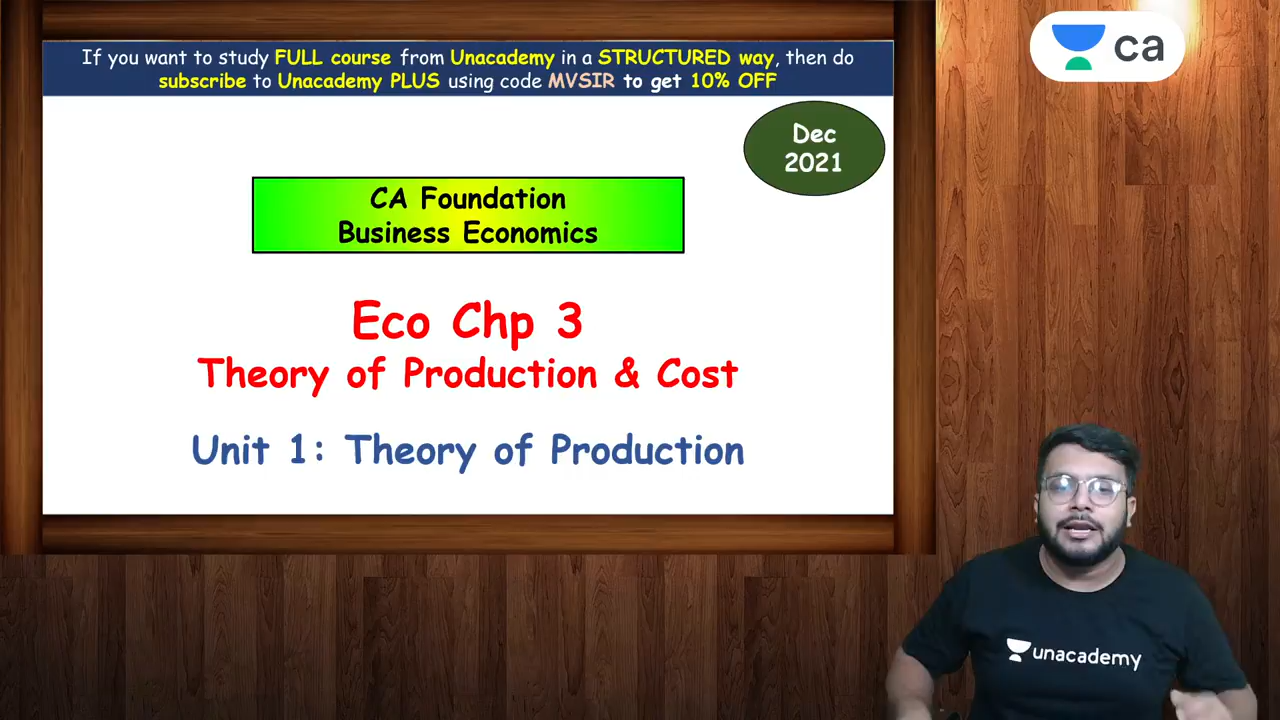 If you want to study FULL course from Unacademy in a STRUCTURED way, then do
subscribe to Unacademy PLUS using code MVSIR to get 10% OFF
ca
Dec
2021
CA Foundation
Business Economics
Eco Chp 3
Theory of Production & Cost
Unit 1: Theory of Production
unacademy